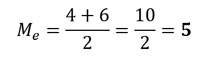 Me = (4 + 6)/2 = 10/2 = 5